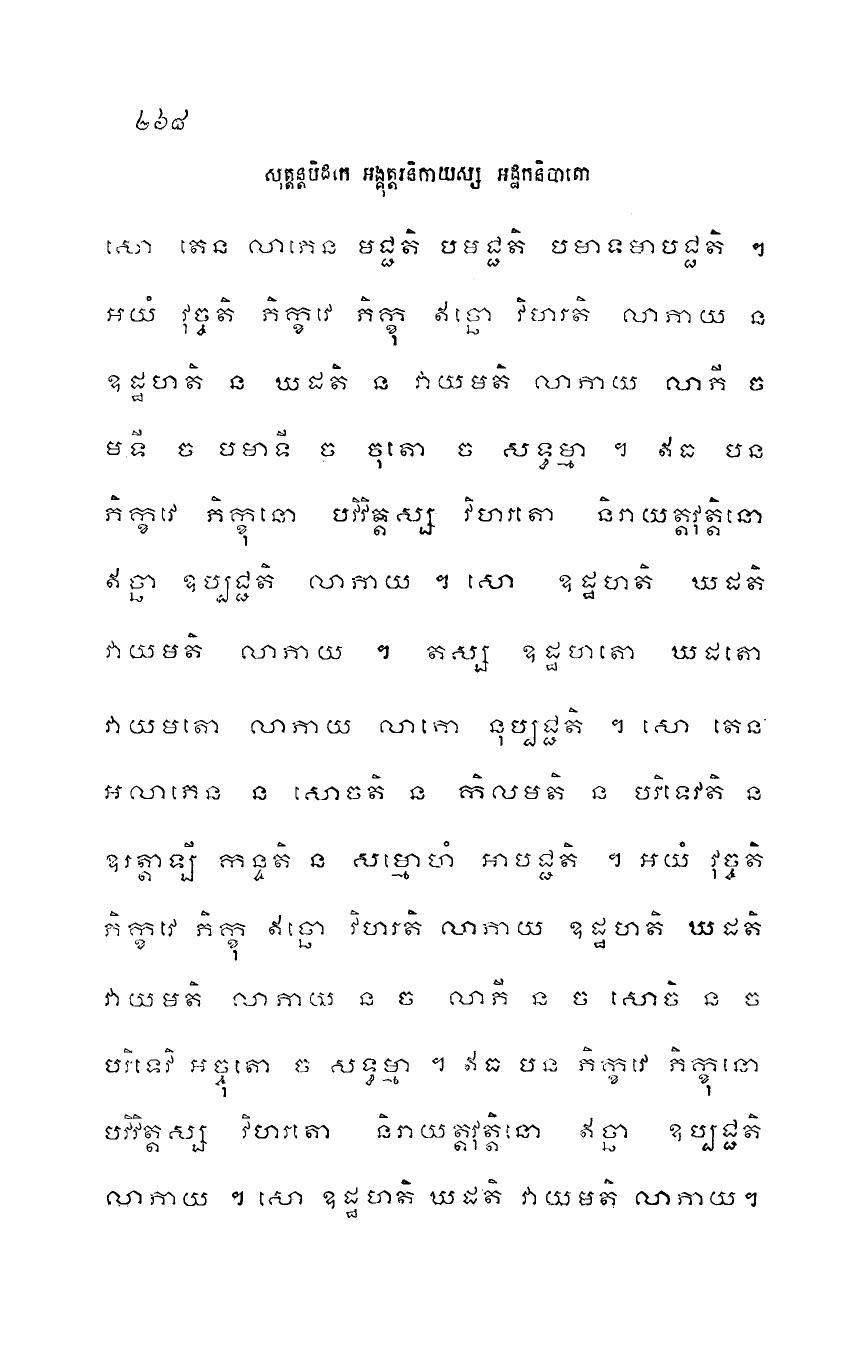 ២៦៨
សុត្តន្តបិដកេ អង្គុត្តរនិកាយស្ស អដ្ឋកនិបាតោ
សោ តេន លាភេន មជ្ជតិ បមជ្ជតិ បមាទមាបជ្ជតិ ។
អយំ វុច្ចតិ ភិក្ខវេ ភិក្ខុ ឥច្ឆោ វិហរតិ លាភាយ ន
ឧដ្ឋហតិ ន ឃដតិ ន វាយមតិ លាភាយ លាភី ច
មទី ច បមាទី ច ចុតោ ច សទ្ធម្មា ។ ឥធ បន
ភិក្ខវេ ភិក្ខុនោ បវិវិត្តស្ស វិហរតោ និរាយត្តវុត្តិនោ
ឥច្ឆា ឧប្បជ្ជតិ លាភាយ ។ សោ ឧដ្ឋហតិ ឃដតិ
វាយមតិ លាភាយ ។ តស្ស ឧដ្ឋហតោ ឃដតោ
វាយមតោ លាភាយ លាភោ នុប្បជ្ជតិ ។ សោ តេន
អលាភេន ន សោចតិ ន កិលមតិ ន បរិទេវតិ ន
ឧរត្តាឡី កន្ទតិ ន សម្មោហំ អាបជ្ជតិ ។ អយំ វុច្ចតិ
ភិក្ខវេ ភិក្ខុ ឥច្ឆោ វិហរតិ លាភាយ ឧដ្ឋហតិ ឃដតិ
វាយមតិ លាភាយ ន ច លាភី ន ច សោចិ ន ច
បរិទេវិ អច្ចុតោ ច សទ្ធម្មា ។ ឥធ បន ភិក្ខវេ ភិក្ខុនោ
បវិវិត្តស្ស វិហរតោ និរាយត្តវុត្តិនោ ឥច្ឆា ឧប្បជ្ជតិ
លាភាយ ។ សោ ឧដ្ឋហតិ ឃដតិ វាយមតិ លាភាយ។